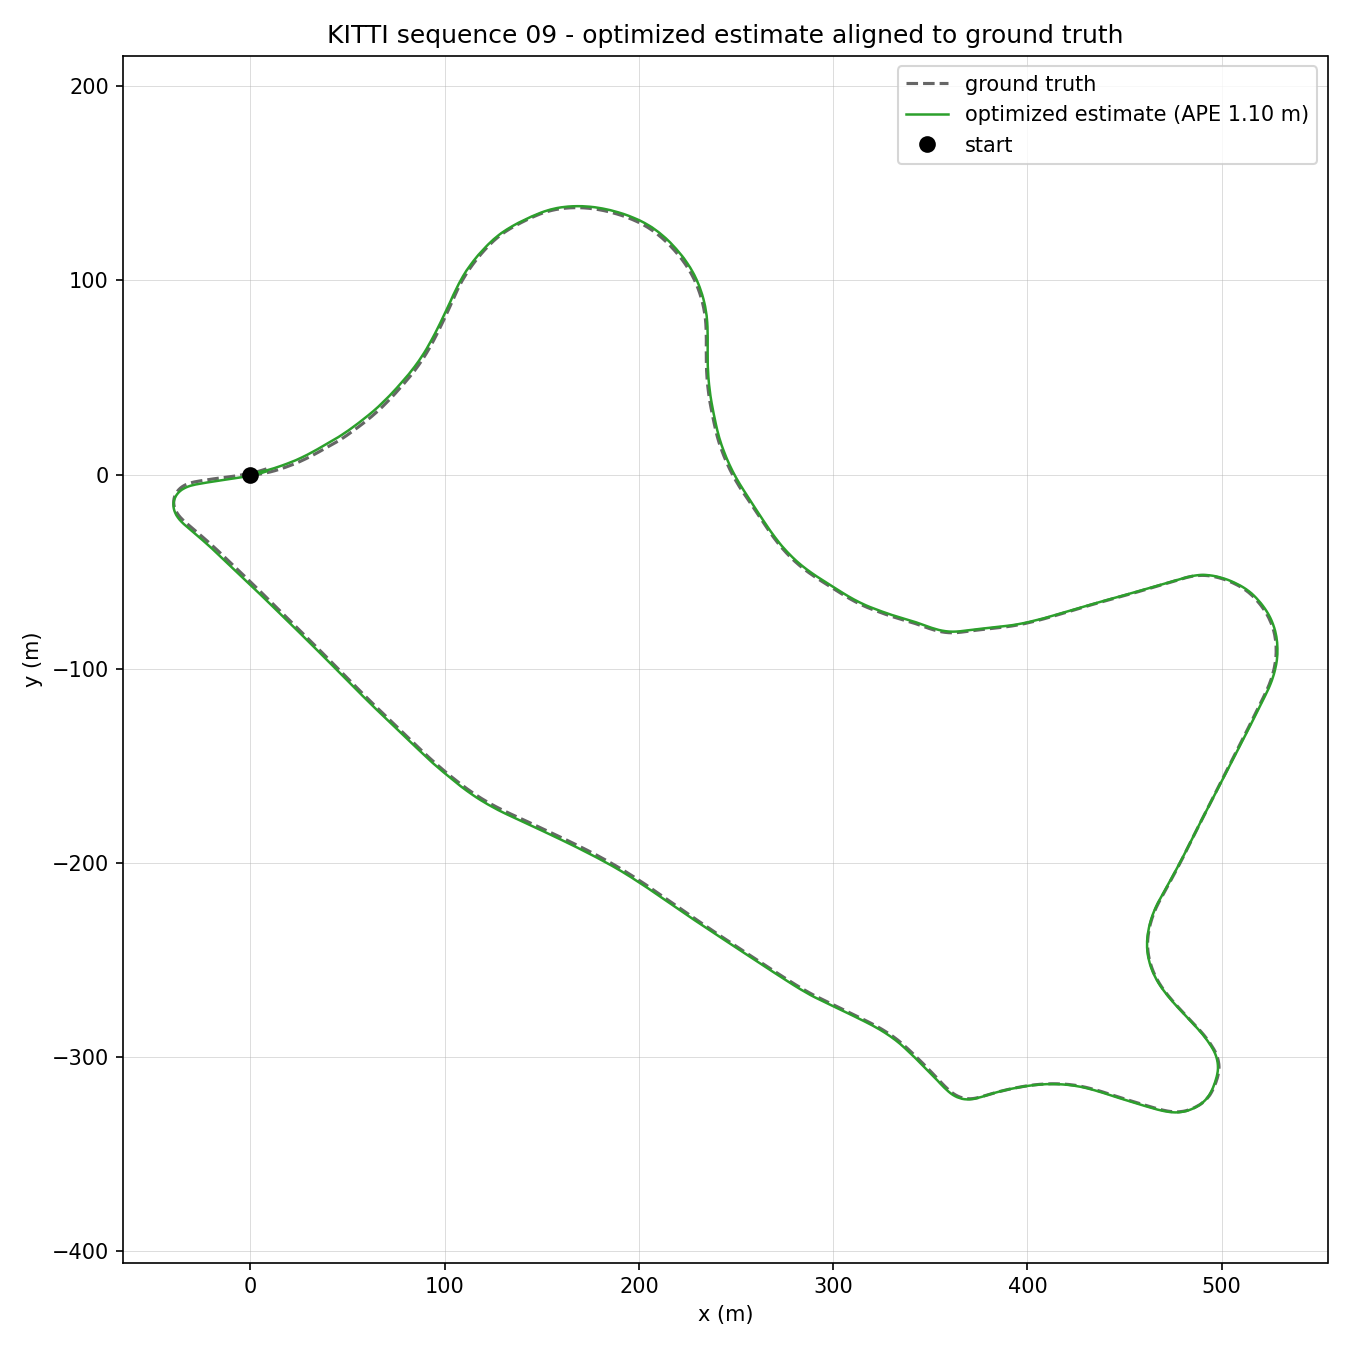 KITTI sequence 09 - optimized estimate aligned to ground truth
ground truth
optimized estimate (APE 1.10 m)
start
200
100
0
−100
−200
−300
−400
y (m)
0
100
200
300
400
500
x (m)